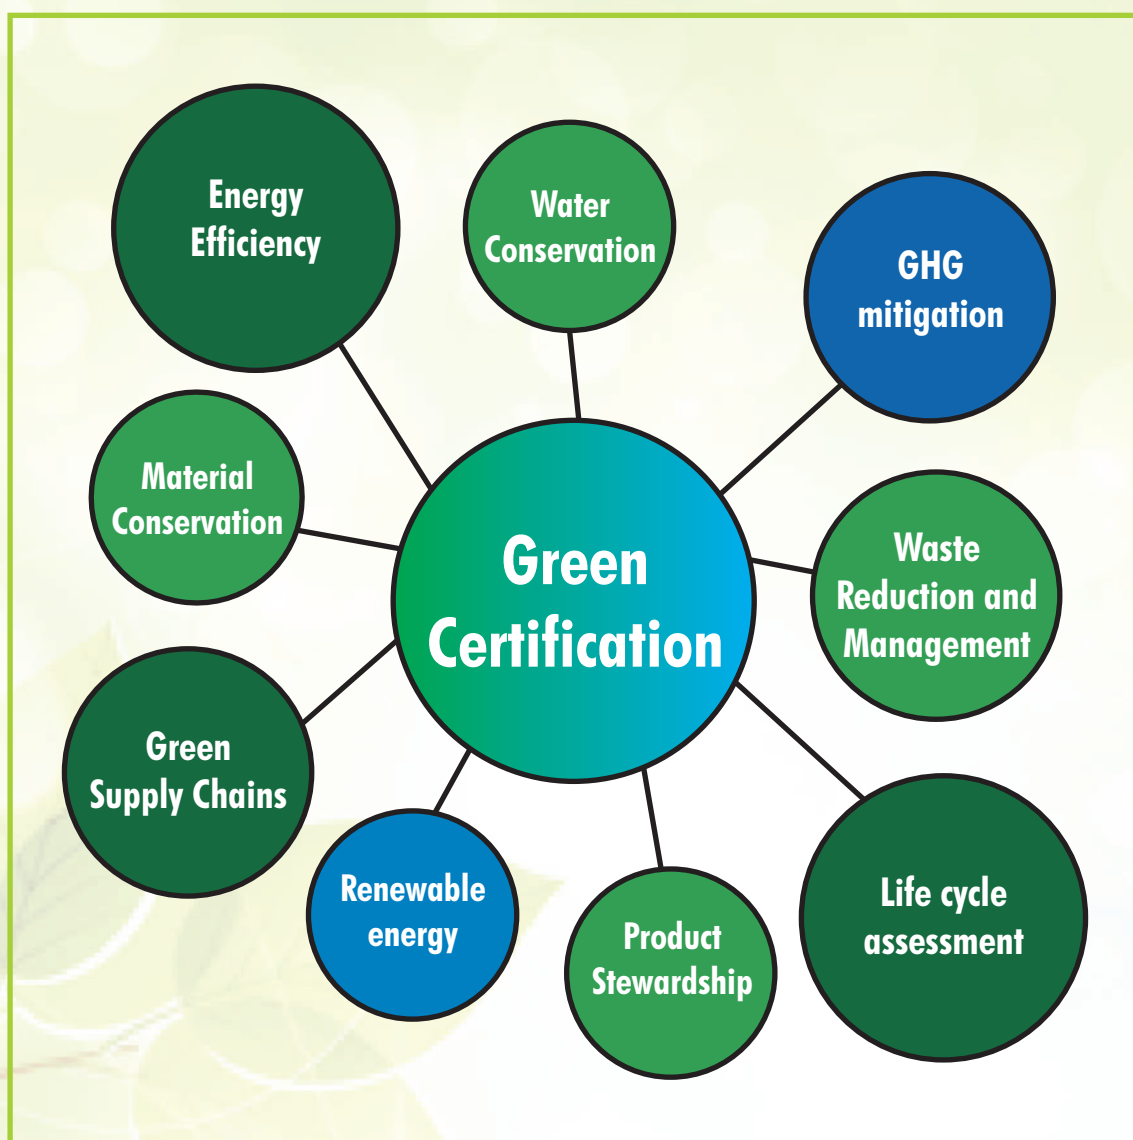 Energy
Efficiency
Water
Conservation
GHG
mitigation
Material
Conservation
Green
Certification
Waste
Reduction and
Management
Green
Supply Chains
Renewable
energy
Product
Stewardship
Life cycle
assessment